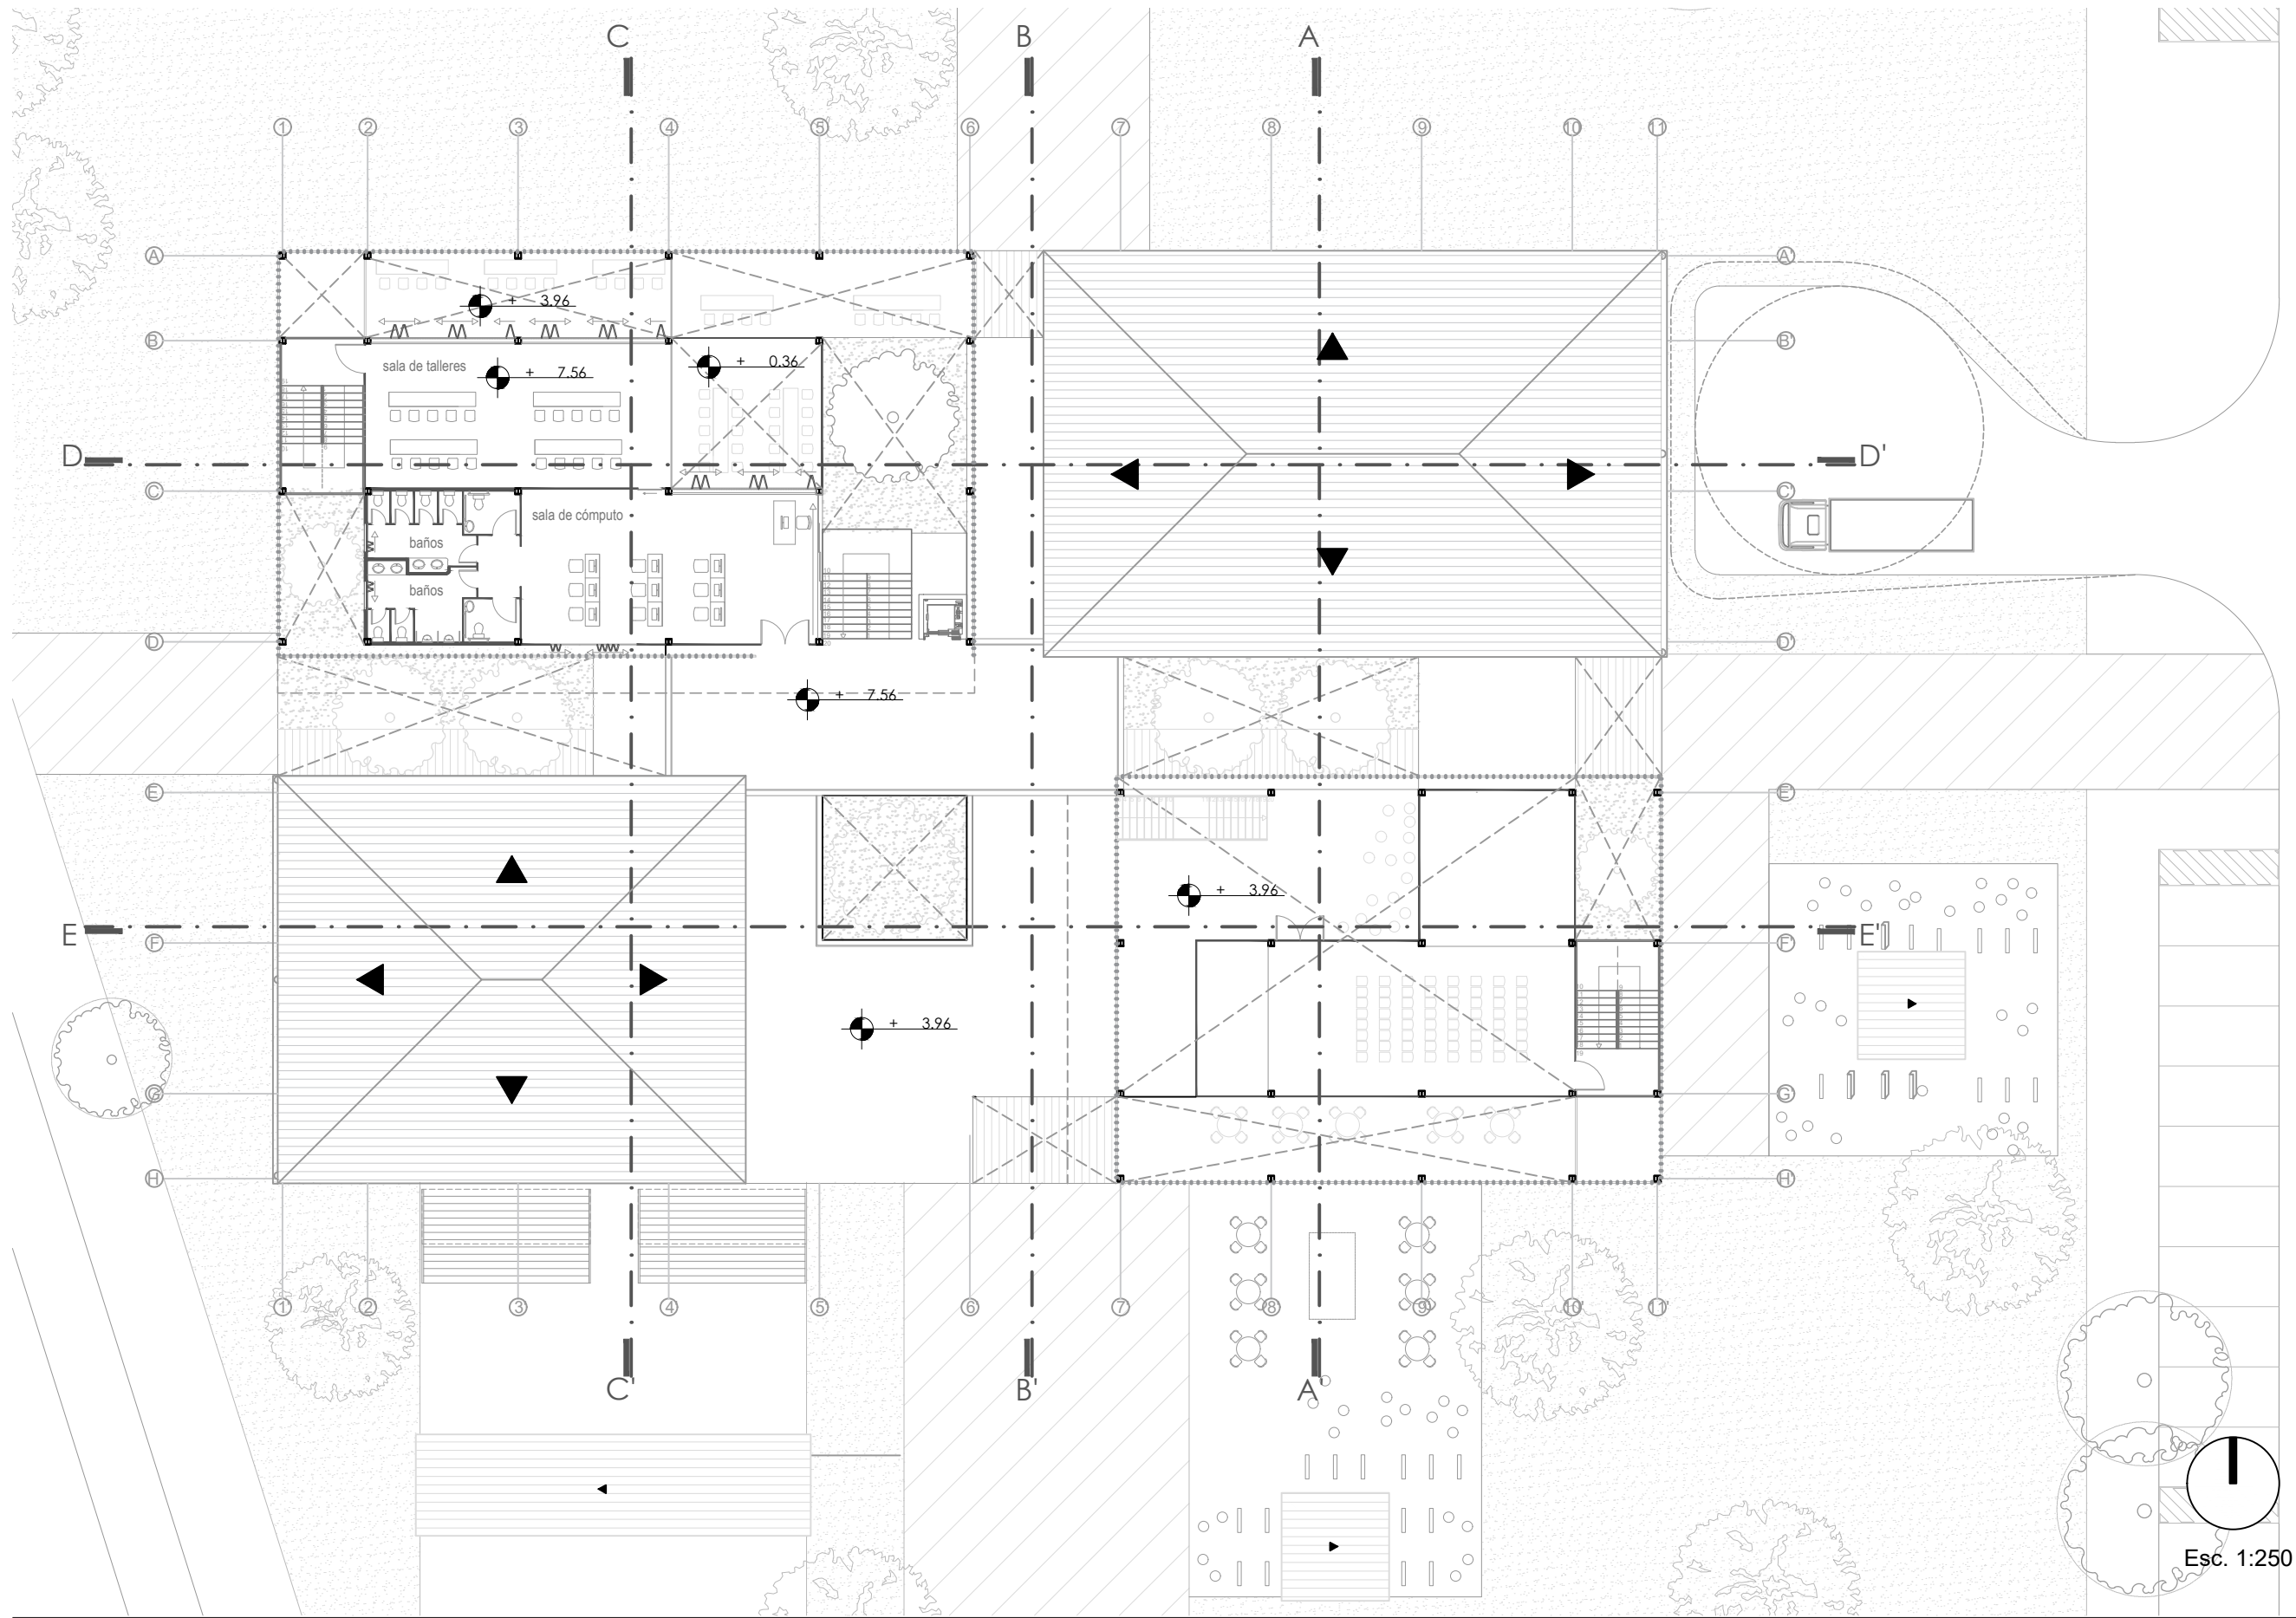 C B A
1 2 3 4 5 6 7 8 9 10 11
A A'
+ 3.96
B B'
+ 0.36
sala de talleres
+ 7.56
D D'
C C'
sala de cómputo
baños
baños
D D'
+ 7.56
E E'
+ 3.96
E E'
F F'
+ 3.96
G G'
H H'
1 2 3 4 5 6 7 8 9 10' 11'
C' B' A'
Esc. 1:250